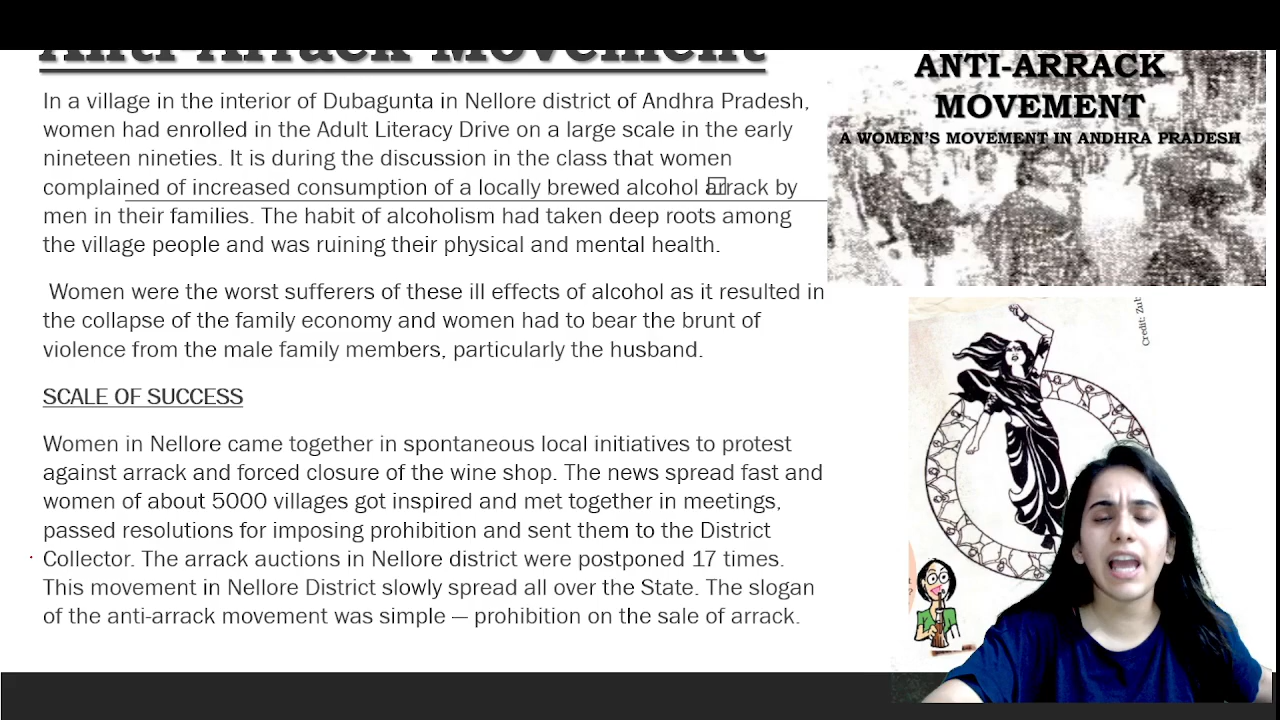 Anti-Arrack Movement
In a village in the interior of Dubagunta in Nellore district of Andhra Pradesh,
women had enrolled in the Adult Literacy Drive on a large scale in the early
nineteen nineties. It is during the discussion in the class that women
complained of increased consumption of a locally brewed alcohol arrack by
men in their families. The habit of alcoholism had taken deep roots among
the village people and was ruining their physical and mental health.
Women were the worst sufferers of these ill effects of alcohol as it resulted in
the collapse of the family economy and women had to bear the brunt of
violence from the male family members, particularly the husband.
SCALE OF SUCCESS
Women in Nellore came together in spontaneous local initiatives to protest
against arrack and forced closure of the wine shop. The news spread fast and
women of about 5000 villages got inspired and met together in meetings,
passed resolutions for imposing prohibition and sent them to the District
Collector. The arrack auctions in Nellore district were postponed 17 times.
This movement in Nellore District slowly spread all over the State. The slogan
of the anti-arrack movement was simple — prohibition on the sale of arrack.
ANTI-ARRACK
MOVEMENT
A WOMEN'S MOVEMENT IN ANDHRA PRADESH
Credit: Zub